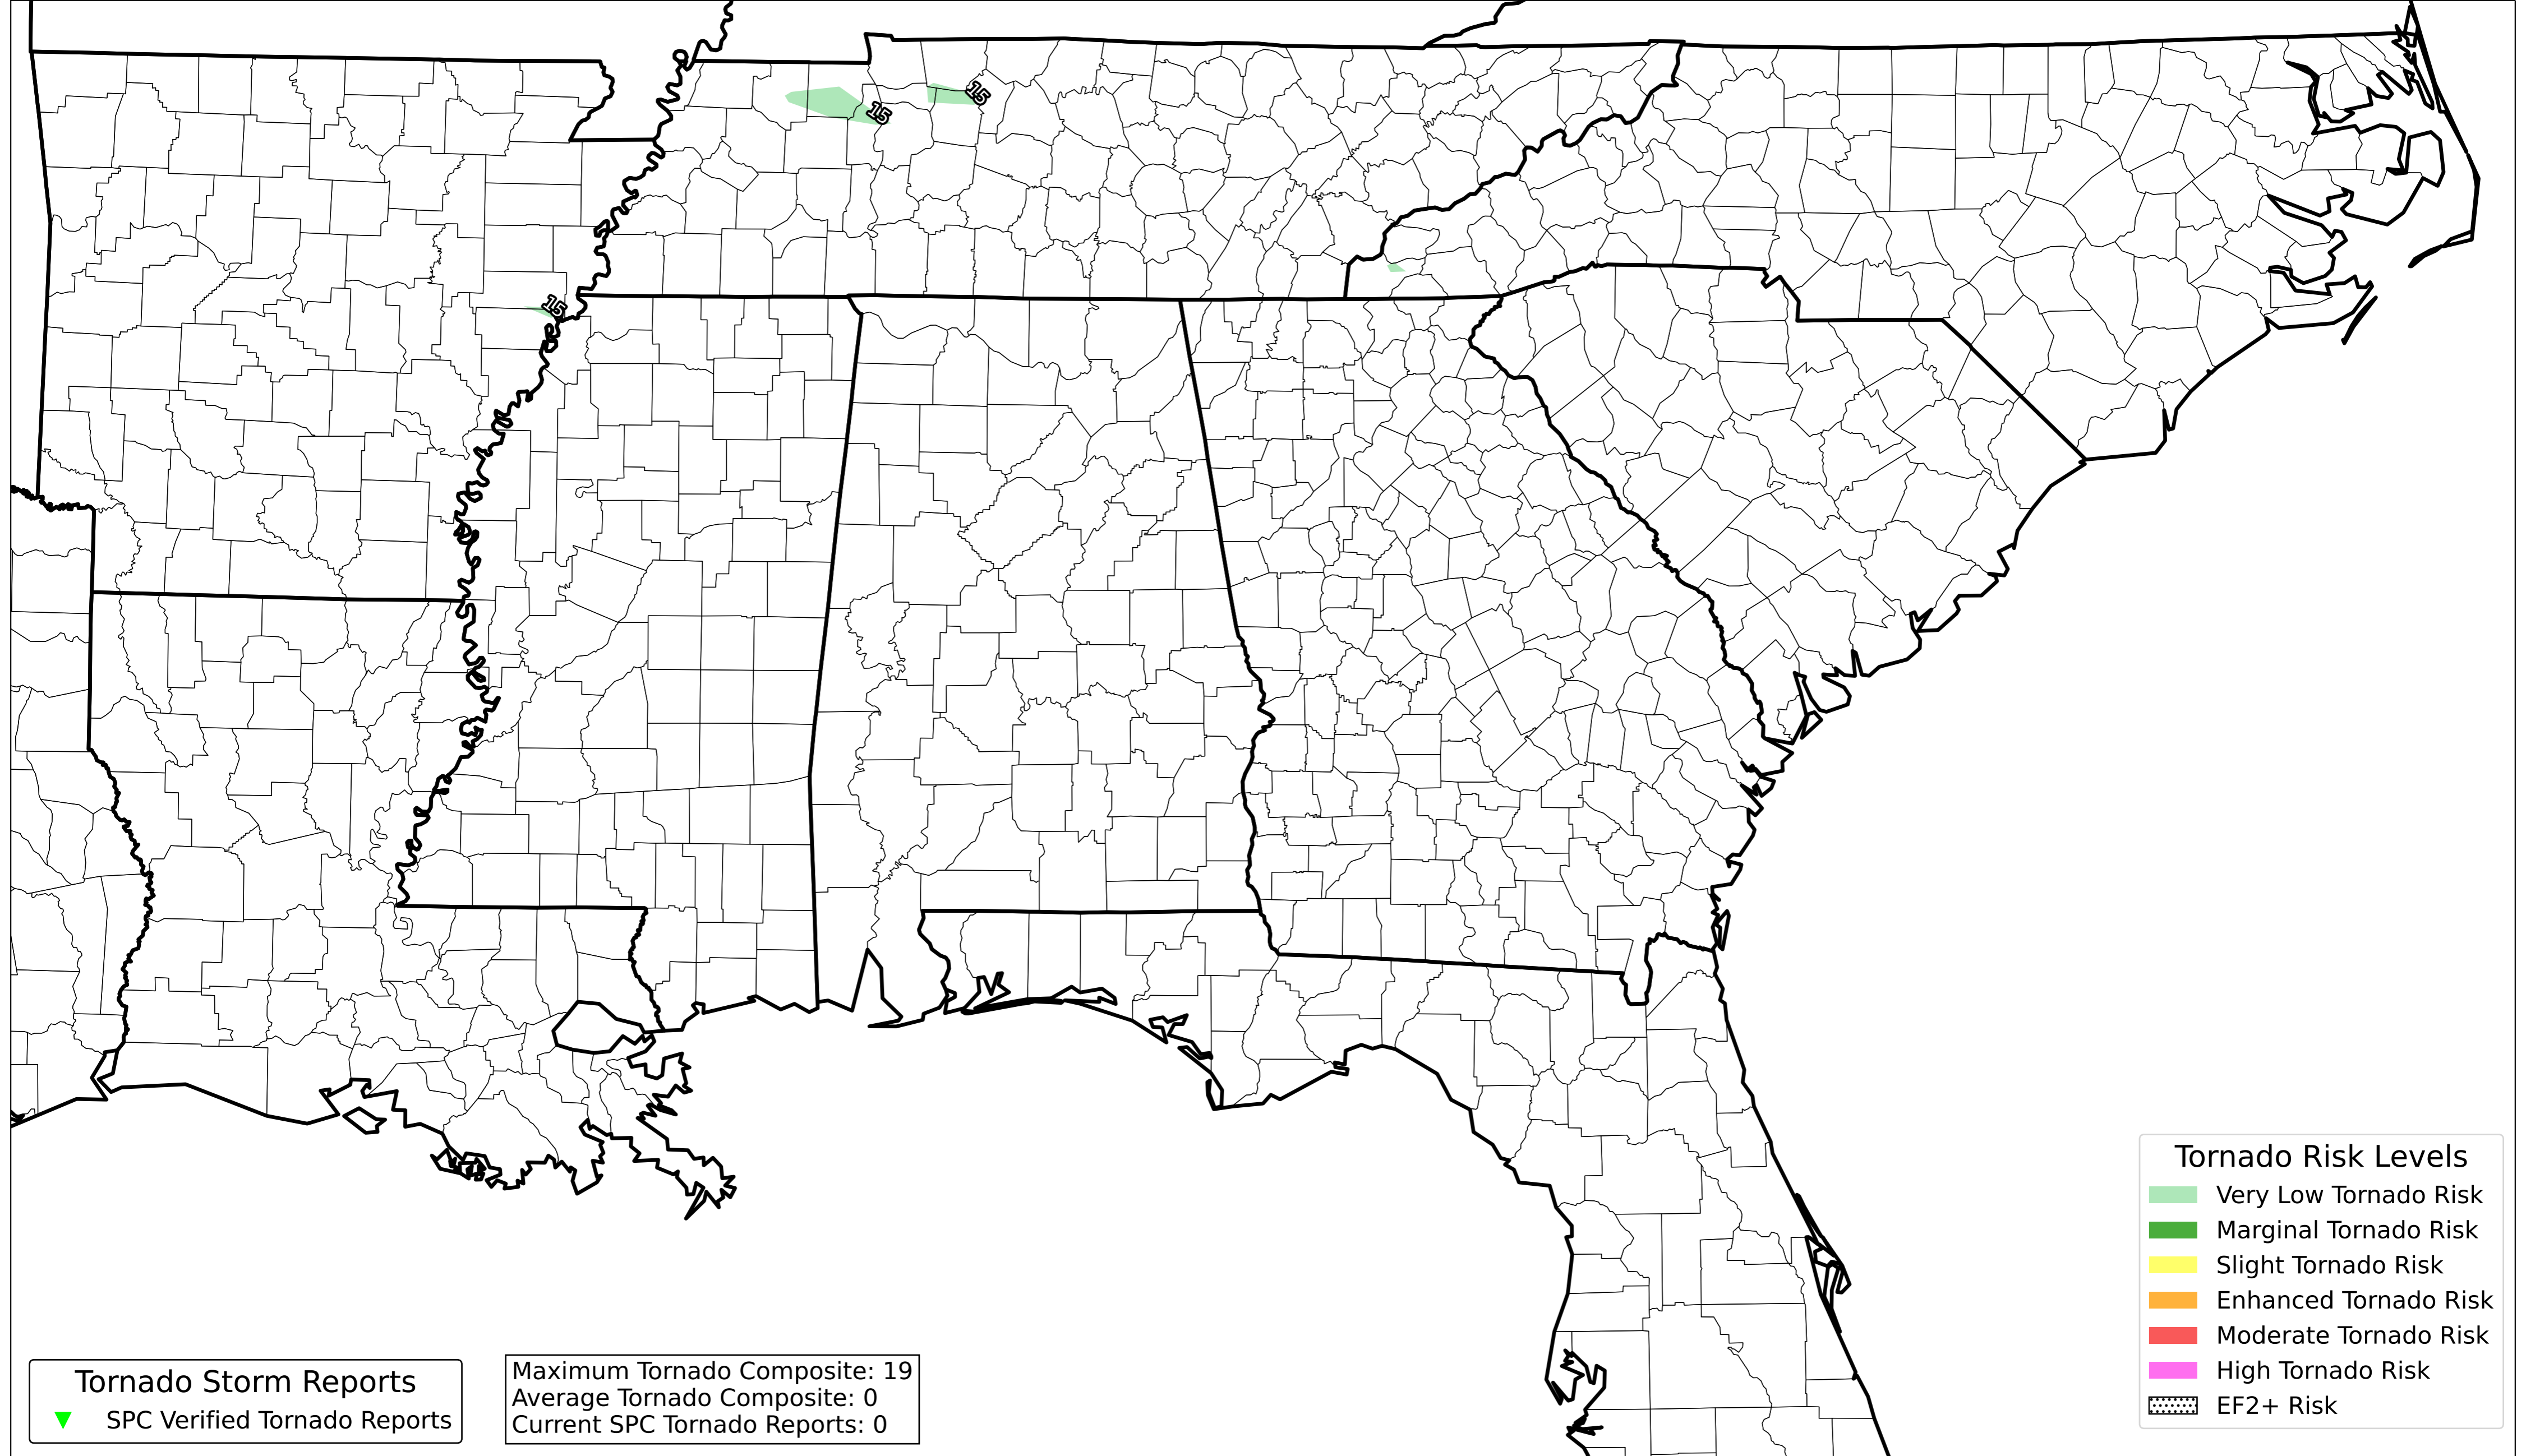 15
15
15
Tornado Risk Levels
Very Low Tornado Risk
Marginal Tornado Risk
Slight Tornado Risk
Enhanced Tornado Risk
Moderate Tornado Risk
High Tornado Risk
EF2+ Risk
Tornado Storm Reports
SPC Verified Tornado Reports
Maximum Tornado Composite: 19
Average Tornado Composite: 0
Current SPC Tornado Reports: 0